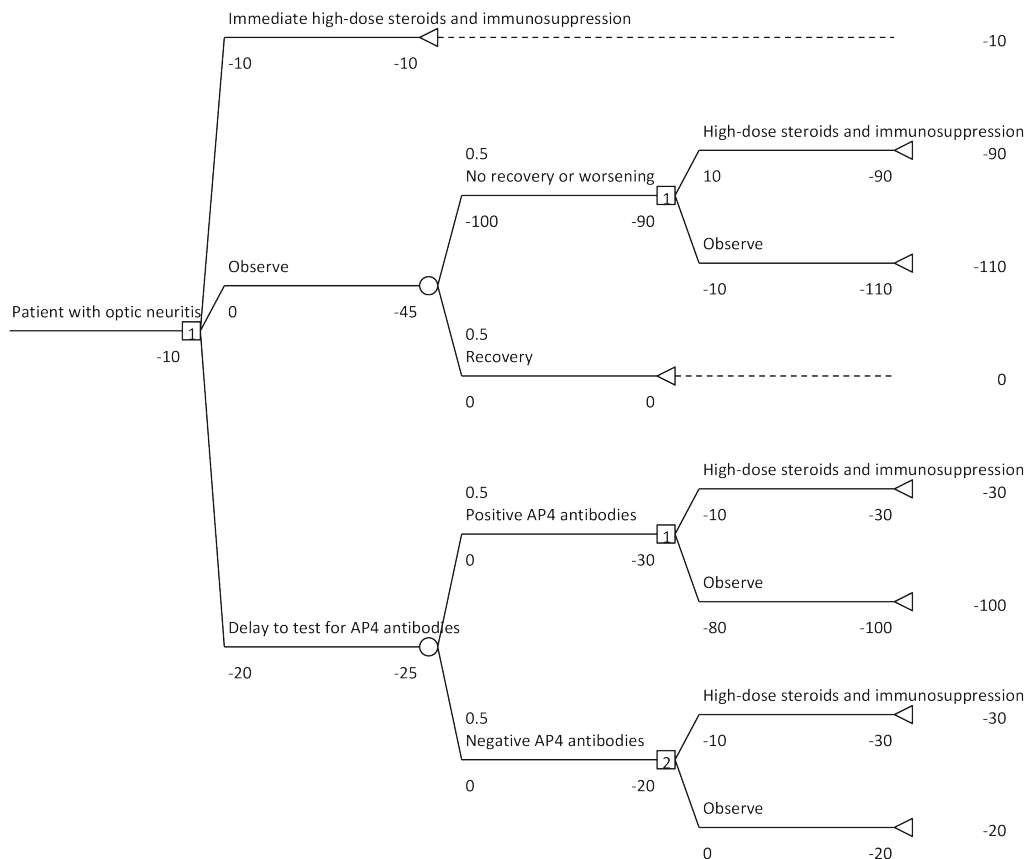 Immediate high-dose steroids and immunosuppression
-10 -10 -10
High-dose steroids and immunosuppression
0.5 -90
No recovery or worsening 1 10 -90
-100 -90
Observe
-110
-10 -110
Observe
0 -45
Patient with optic neuritis 1
-10
0.5
Recovery
0 0 0
High-dose steroids and immunosuppression
0.5 -30
Positive AP4 antibodies 1 -10 -30
0 -30
Observe
-100
-80 -100
Delay to test for AP4 antibodies
-20 -25
High-dose steroids and immunosuppression
0.5 -30
Negative AP4 antibodies 2 -10 -30
0 -20
Observe
-20
0 -20